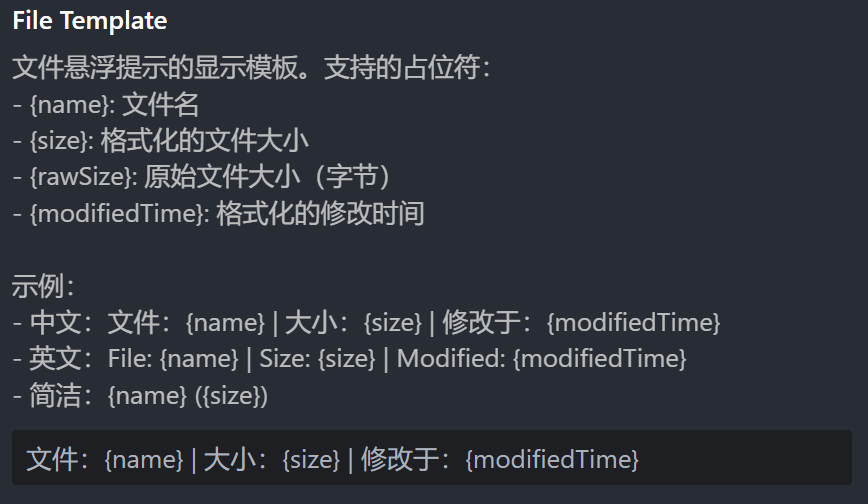 File Template
文件悬浮提示的显示模板。支持的占位符：
- {name}: 文件名
- {size}: 格式化的文件大小
- {rawSize}: 原始文件大小（字节）
- {modifiedTime}: 格式化的修改时间
示例：
- 中文：文件：{name} | 大小：{size} | 修改于：{modifiedTime}
- 英文：File: {name} | Size: {size} | Modified: {modifiedTime}
- 简洁：{name} ({size})
文件：{name} | 大小：{size} | 修改于：{modifiedTime}